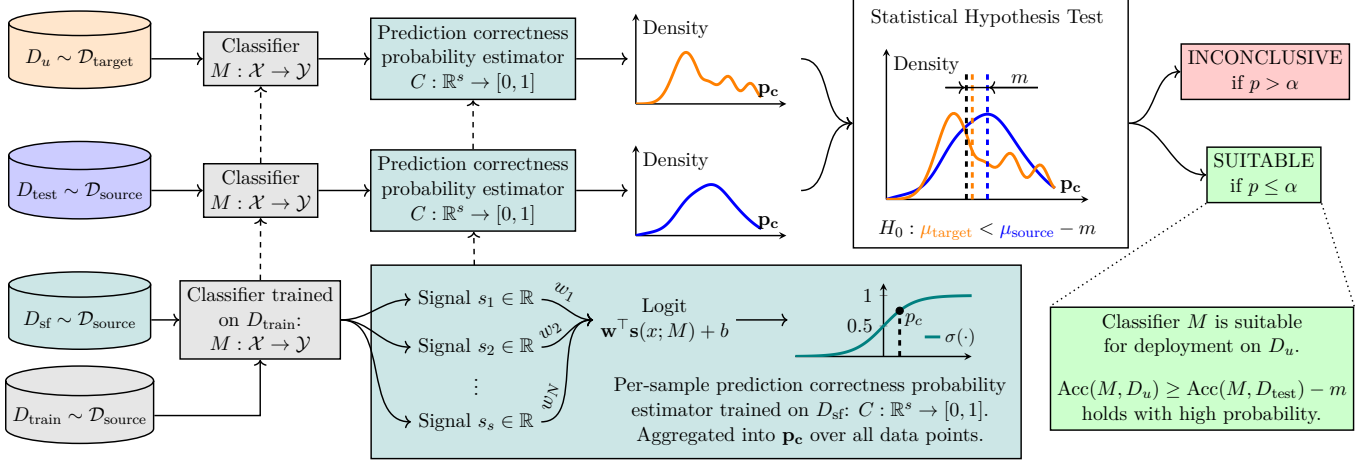 D_u ∼ 𝒟_target
Classifier
M : 𝒳 → 𝒴
Prediction correctness
probability estimator
C : ℝ^s → [0, 1]
Density
p_c
D_test ∼ 𝒟_source
Classifier
M : 𝒳 → 𝒴
Prediction correctness
probability estimator
C : ℝ^s → [0, 1]
Density
p_c
Statistical Hypothesis Test
Density
m
p_c
H_0 : μ_target < μ_source − m
INCONCLUSIVE
if p > α
SUITABLE
if p ≤ α
D_sf ∼ 𝒟_source
D_train ∼ 𝒟_source
Classifier trained
on D_train:
M : 𝒳 → 𝒴
Signal s_1 ∈ ℝ
Signal s_2 ∈ ℝ
⋮
Signal s_s ∈ ℝ
w_1
w_2
w_N
Logit
w^⊤ s(x; M) + b
1
0.5
p_c
σ(·)
Per-sample prediction correctness probability
estimator trained on D_sf: C : ℝ^s → [0, 1].
Aggregated into p_c over all data points.
Classifier M is suitable
for deployment on D_u.
Acc(M, D_u) ≥ Acc(M, D_test) − m
holds with high probability.